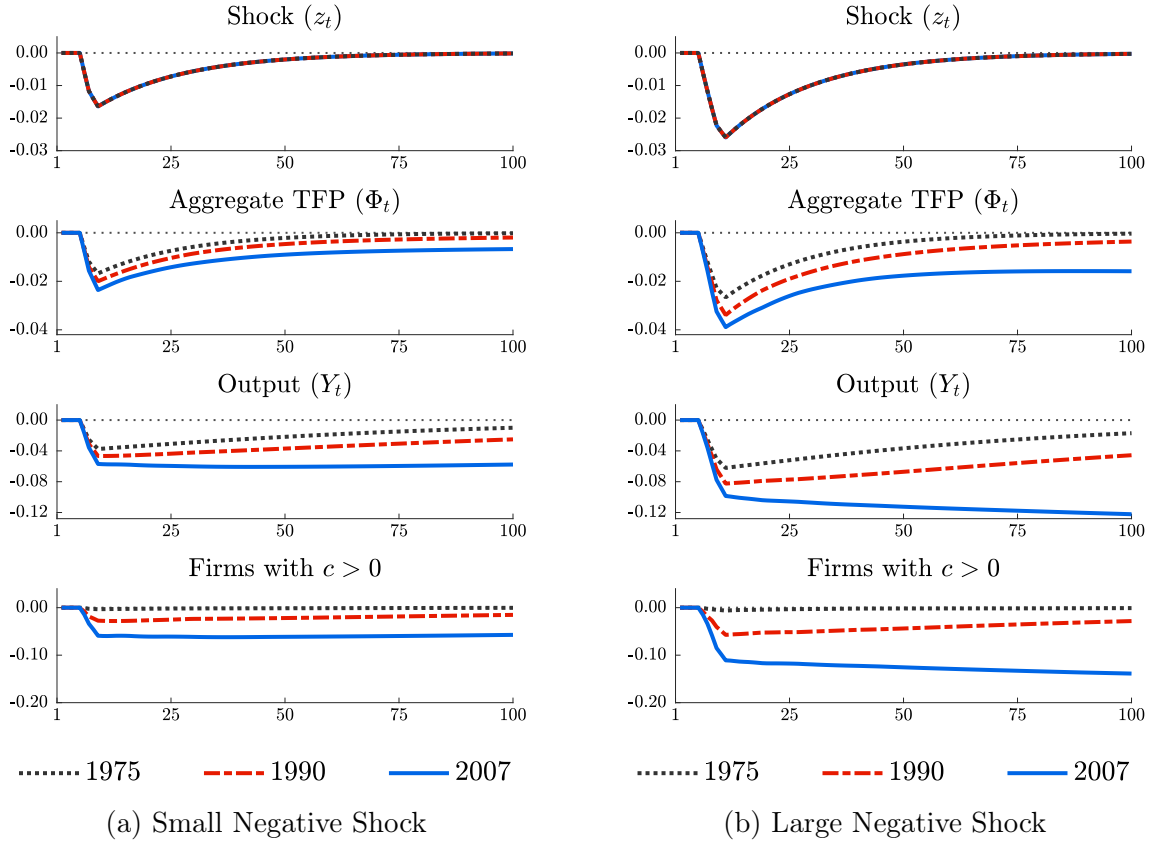 Shock (z_t)
0.00
-0.01
-0.02
-0.03
1 25 50 75 100
Aggregate TFP (Φ_t)
0.00
-0.02
-0.04
1 25 50 75 100
Output (Y_t)
0.00
-0.04
-0.08
-0.12
1 25 50 75 100
Firms with c > 0
0.00
-0.10
-0.20
1 25 50 75 100
1975 1990 2007
(a) Small Negative Shock
Shock (z_t)
0.00
-0.01
-0.02
-0.03
1 25 50 75 100
Aggregate TFP (Φ_t)
0.00
-0.02
-0.04
1 25 50 75 100
Output (Y_t)
0.00
-0.04
-0.08
-0.12
1 25 50 75 100
Firms with c > 0
0.00
-0.10
-0.20
1 25 50 75 100
1975 1990 2007
(b) Large Negative Shock